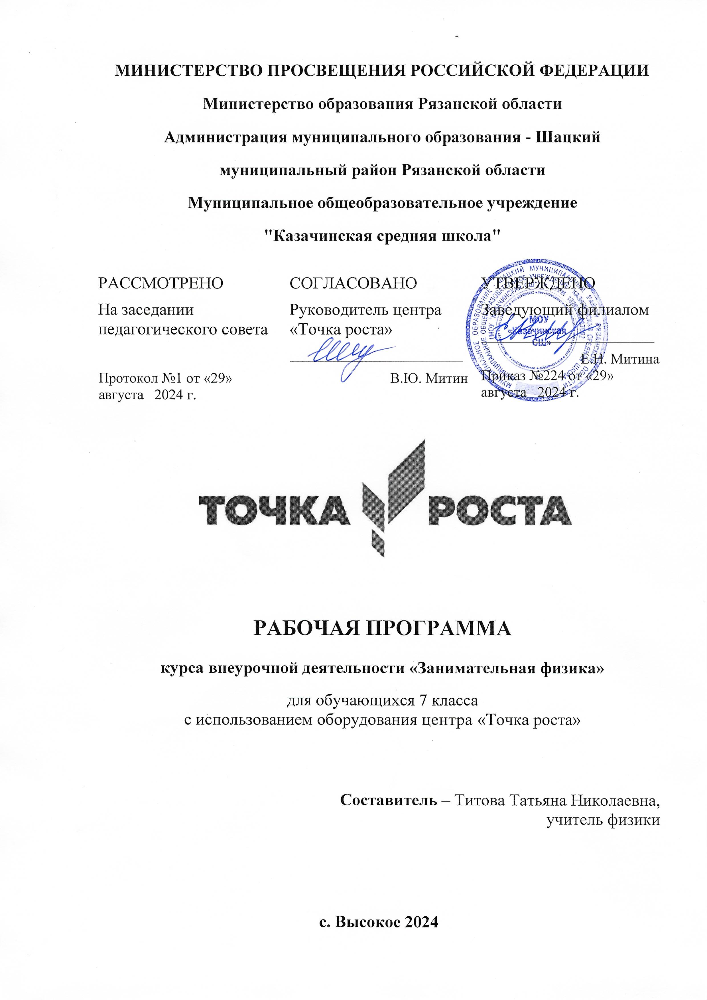 МИНИСТЕРСТВО ПРОСВЕЩЕНИЯ РОССИЙСКОЙ ФЕДЕРАЦИИ
Министерство образования Рязанской области
Администрация муниципального образования - Шацкий
муниципальный район Рязанской области
Муниципальное общеобразовательное учреждение
"Казачинская средняя школа"
РАССМОТРЕНО
На заседании
педагогического совета
Протокол №1 от «29»
августа 2024 г.
СОГЛАСОВАНО
Руководитель центра
«Точка роста»
В.Ю. Митин
УТВЕРЖДЕНО
Заведующий филиалом
Е.Н. Митина
Приказ №224 от «29»
августа 2024 г.
МОУ
«Казачинская
СШ»
ТОЧКА РОСТА
РАБОЧАЯ ПРОГРАММА
курса внеурочной деятельности «Занимательная физика»
для обучающихся 7 класса
с использованием оборудования центра «Точка роста»
Составитель – Титова Татьяна Николаевна,
учитель физики
с. Высокое 2024